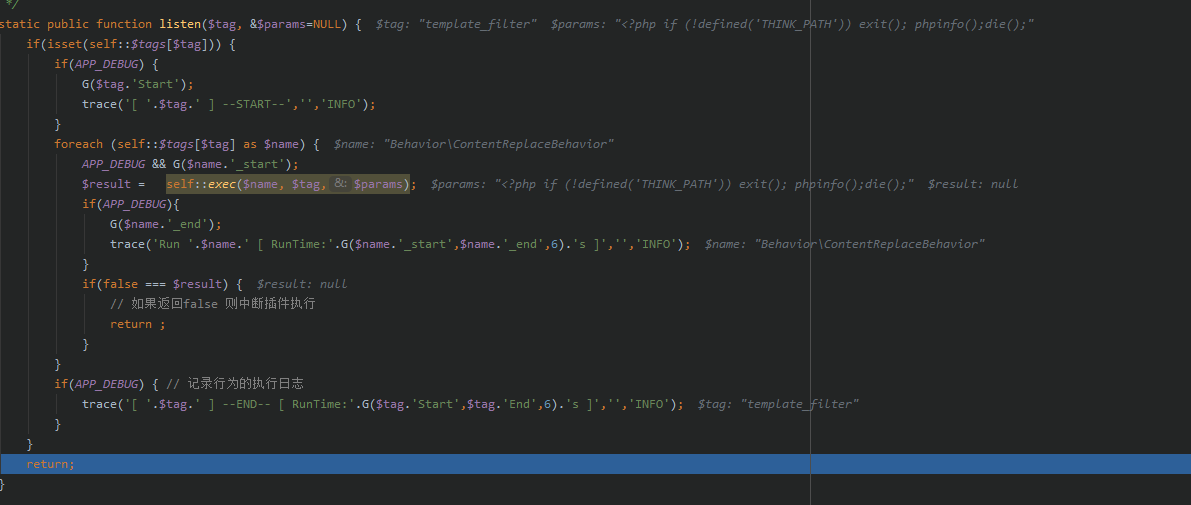 */
static public function listen($tag, &$params=NULL) {  $tag: "template_filter"  $params: "<?php if (!defined('THINK_PATH')) exit(); phpinfo();die();"
if(isset(self::$tags[$tag])) {
if(APP_DEBUG) {
G($tag.'Start');
trace('[ '.$tag.' ] --START--','','INFO');
}
foreach (self::$tags[$tag] as $name) {  $name: "Behavior\ContentReplaceBehavior"
APP_DEBUG && G($name.'_start');
$result =   self::exec($name, $tag, &: $params);  $params: "<?php if (!defined('THINK_PATH')) exit(); phpinfo();die();"  $result: null
if(APP_DEBUG){
G($name.'_end');
trace('Run '.$name.' [ RunTime:'.G($name.'_start',$name.'_end',6).'s ]','','INFO');  $name: "Behavior\ContentReplaceBehavior"
}
if(false === $result) {  $result: null
// 如果返回false 则中断插件执行
return ;
}
}
if(APP_DEBUG) { // 记录行为的执行日志
trace('[ '.$tag.' ] --END-- [ RunTime:'.G($tag.'Start',$tag.'End',6).'s ]','','INFO');  $tag: "template_filter"
}
}
return;
}